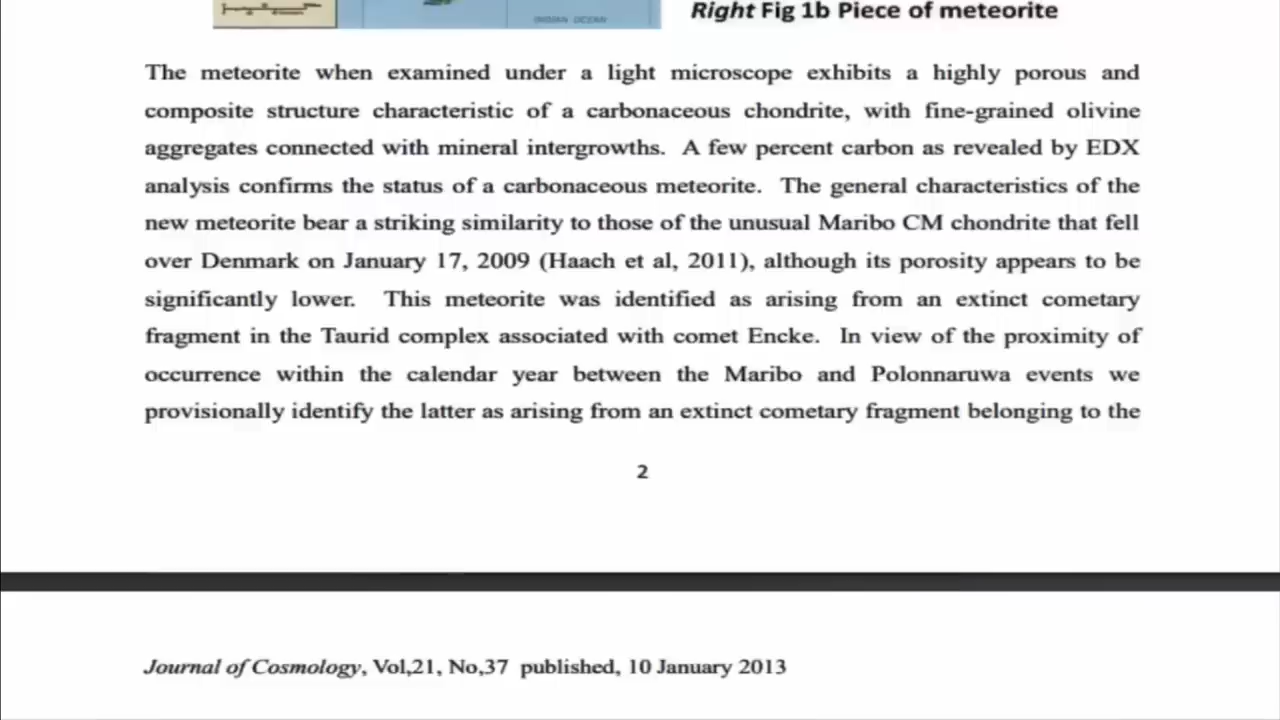 INDIAN OCEAN
Right Fig 1b Piece of meteorite
The meteorite when examined under a light microscope exhibits a highly porous and
composite structure characteristic of a carbonaceous chondrite, with fine-grained olivine
aggregates connected with mineral intergrowths. A few percent carbon as revealed by EDX
analysis confirms the status of a carbonaceous meteorite. The general characteristics of the
new meteorite bear a striking similarity to those of the unusual Maribo CM chondrite that fell
over Denmark on January 17, 2009 (Haach et al, 2011), although its porosity appears to be
significantly lower. This meteorite was identified as arising from an extinct cometary
fragment in the Taurid complex associated with comet Encke. In view of the proximity of
occurrence within the calendar year between the Maribo and Polonnaruwa events we
provisionally identify the latter as arising from an extinct cometary fragment belonging to the
2
Journal of Cosmology, Vol,21, No,37 published, 10 January 2013